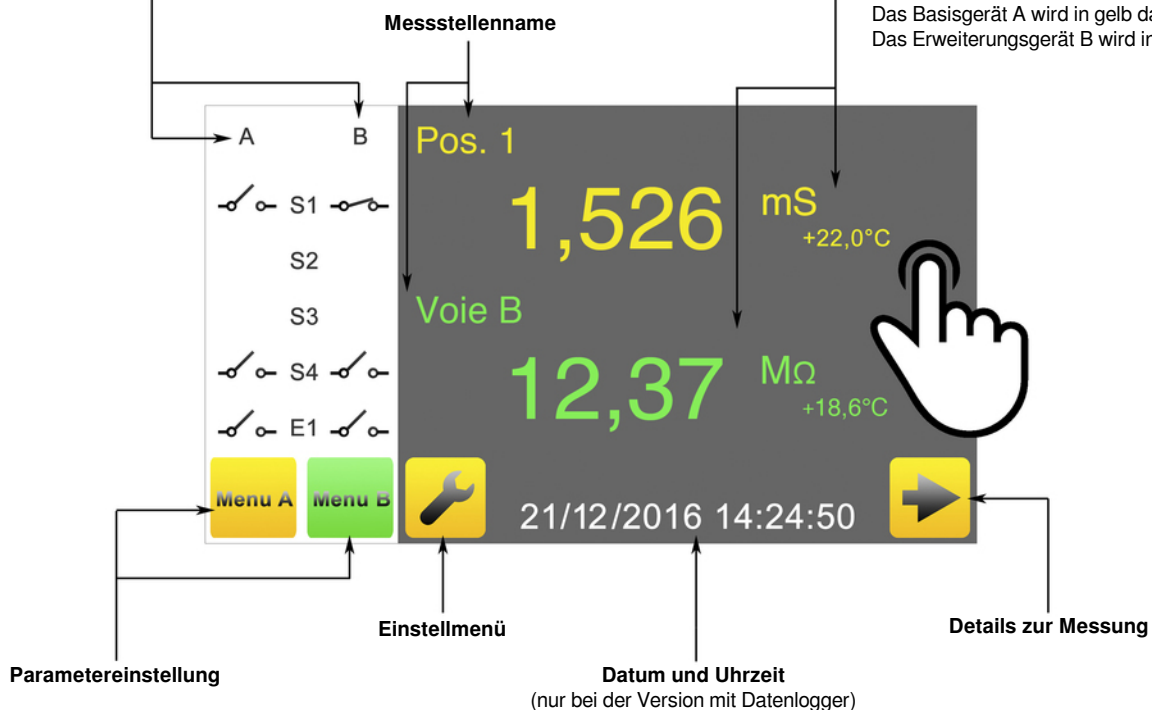 Das Basisgerät A wird in gelb
Messstellenname
Das Erweiterungsgerät B wird
A B Pos. 1
S1 1,526 mS
+22,0°C
S2
S3 Voie B
S4 12,37 MΩ
+18,6°C
E1
Menu A Menu B 21/12/2016 14:24:50
Einstellmenü Details zur Messung
Parametereinstellung Datum und Uhrzeit
(nur bei der Version mit Datenlogger)